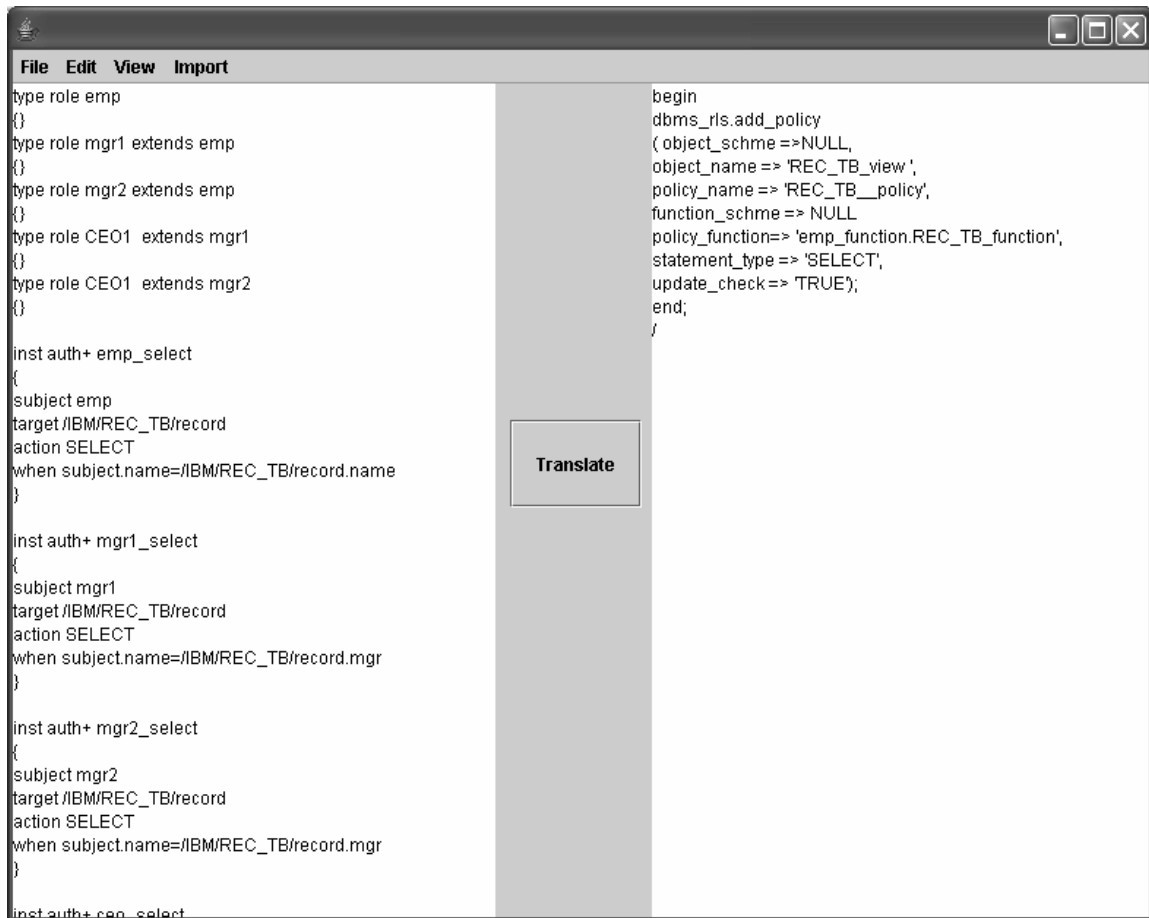 File Edit View Import
type role emp
{}
type role mgr1 extends emp
{}
type role mgr2 extends emp
{}
type role CEO1  extends mgr1
{}
type role CEO1  extends mgr2
{}
inst auth+ emp_select
{
subject emp
target /IBM/REC_TB/record
action SELECT
when subject.name=/IBM/REC_TB/record.name
}
inst auth+ mgr1_select
{
subject mgr1
target /IBM/REC_TB/record
action SELECT
when subject.name=/IBM/REC_TB/record.mgr
}
inst auth+ mgr2_select
{
subject mgr2
target /IBM/REC_TB/record
action SELECT
when subject.name=/IBM/REC_TB/record.mgr
}
inst auth+ ceo_select
Translate
begin
dbms_rls.add_policy
( object_schme =>NULL,
object_name => 'REC_TB_view ',
policy_name => 'REC_TB__policy',
function_schme => NULL
policy_function=> 'emp_function.REC_TB_function',
statement_type => 'SELECT',
update_check => 'TRUE');
end;
/